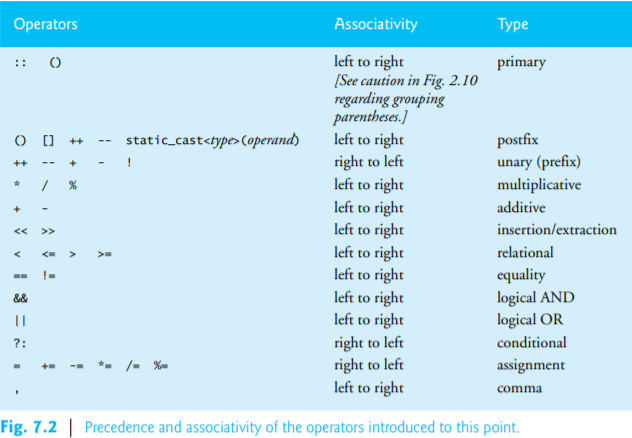 Operators Associativity Type
:: () left to right primary
[See caution in Fig. 2.10
regarding grouping
parentheses.]
() [] ++ -- static_cast<type>(operand) left to right postfix
++ -- + - ! right to left unary (prefix)
* / % left to right multiplicative
+ - left to right additive
<< >> left to right insertion/extraction
< <= > >= left to right relational
== != left to right equality
&& left to right logical AND
|| left to right logical OR
?: right to left conditional
= += -= *= /= %= right to left assignment
, left to right comma
Fig. 7.2 | Precedence and associativity of the operators introduced to this point.